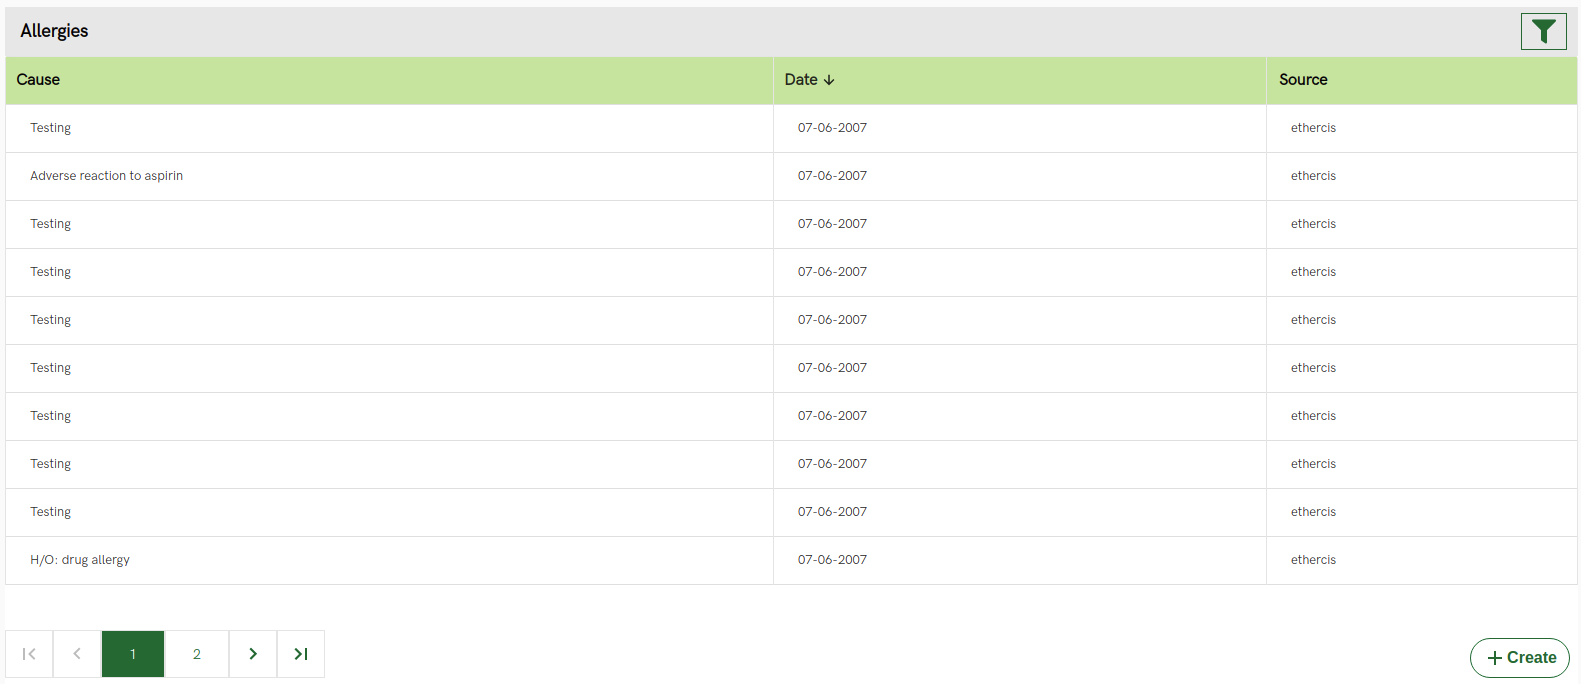 Allergies
Cause Date Source
Testing 07-06-2007 ethercis
Adverse reaction to aspirin 07-06-2007 ethercis
Testing 07-06-2007 ethercis
Testing 07-06-2007 ethercis
Testing 07-06-2007 ethercis
Testing 07-06-2007 ethercis
Testing 07-06-2007 ethercis
Testing 07-06-2007 ethercis
Testing 07-06-2007 ethercis
H/O: drug allergy 07-06-2007 ethercis
1 2
Create